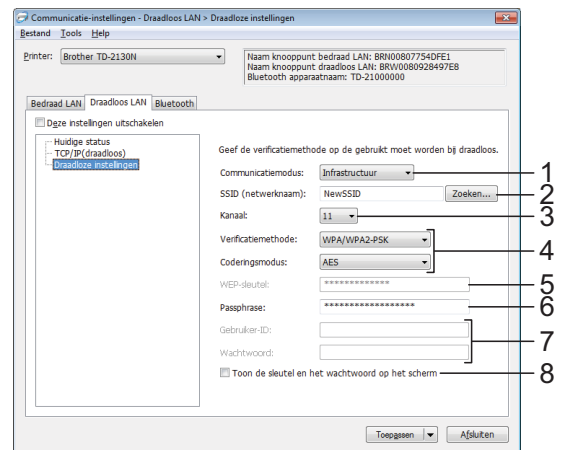 Communicatie-instellingen - Draadloos LAN > Draadloze instellingen
Bestand Tools Help
Printer: Brother TD-2130N
Naam knooppunt bedraad LAN: BRN00807754DFE1
Naam knooppunt draadloos LAN: BRW0080928497E8
Bluetooth apparaatnaam: TD-21000000
Bedraad LAN Draadloos LAN Bluetooth
Deze instellingen uitschakelen
Huidige status
TCP/IP(draadloos)
Draadloze instellingen
Geef de verificatiemethode op de gebruikt moet worden bij draadloos.
Communicatiemodus: Infrastructuur 1
SSID (netwerknaam): NewSSID Zoeken... 2
Kanaal: 11 3
Verificatiemethode: WPA/WPA2-PSK
4
Coderingsmodus: AES
WEP-sleutel: ************* 5
Passphrase: ****************** 6
Gebruiker-ID:
7
Wachtwoord:
Toon de sleutel en het wachtwoord op het scherm 8
Toepassen Afsluiten